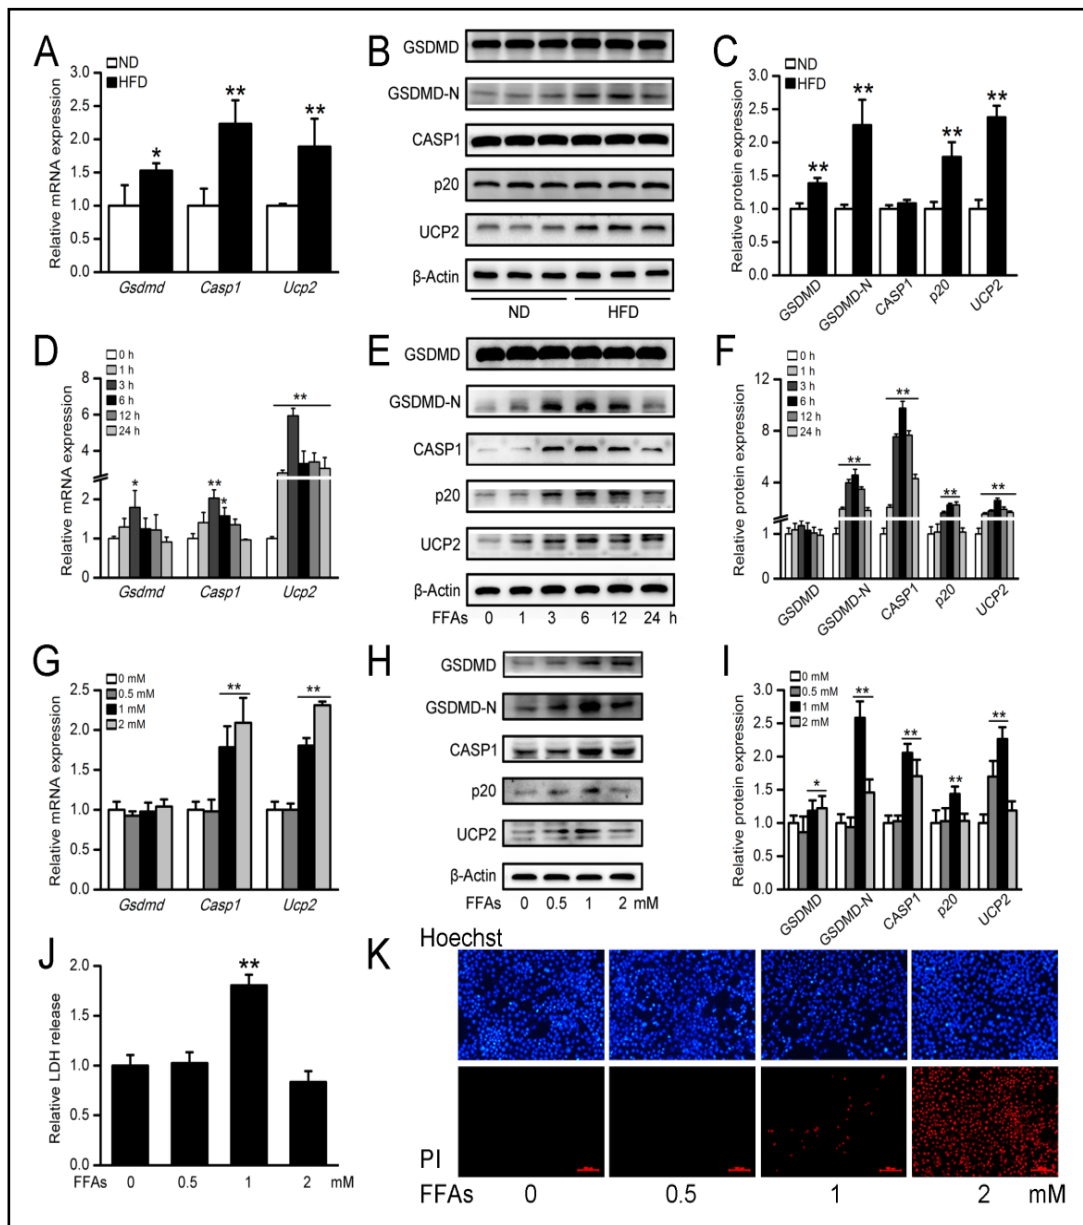 A
ND
HFD
Relative mRNA expression
3.0
2.5
2.0
1.5
1.0
0.5
0.0
*
**
**
Gsdmd Casp1 Ucp2
B
GSDMD
GSDMD-N
CASP1
p20
UCP2
β-Actin
ND HFD
C
ND
HFD
Relative protein expression
3.0
2.5
2.0
1.5
1.0
0.5
0.0
**
**
**
**
GSDMD GSDMD-N CASP1 p20 UCP2
D
0 h
1 h
3 h
6 h
12 h
24 h
Relative mRNA expression
8
6
4
2
1
0
*
** *
**
Gsdmd Casp1 Ucp2
E
GSDMD
GSDMD-N
CASP1
p20
UCP2
β-Actin
FFAs 0 1 3 6 12 24 h
F
0 h
1 h
3 h
6 h
12 h
24 h
Relative protein expression
12
8
4
1
0
**
**
**
**
GSDMD GSDMD-N CASP1 p20 UCP2
G
0 mM
0.5 mM
1 mM
2 mM
Relative mRNA expression
2.5
2.0
1.5
1.0
0.5
0.0
**
**
Gsdmd Casp1 Ucp2
H
GSDMD
GSDMD-N
CASP1
p20
UCP2
β-Actin
FFAs 0 0.5 1 2 mM
I
0 mM
0.5 mM
1 mM
2 mM
Relative protein expression
3.0
2.5
2.0
1.5
1.0
0.5
0.0
*
**
**
**
**
GSDMD GSDMD-N CASP1 p20 UCP2
J
Relative LDH release
2.0
1.5
1.0
0.5
0.0
**
FFAs 0 0.5 1 2 mM
K
Hoechst
PI
FFAs 0 0.5 1 2 mM